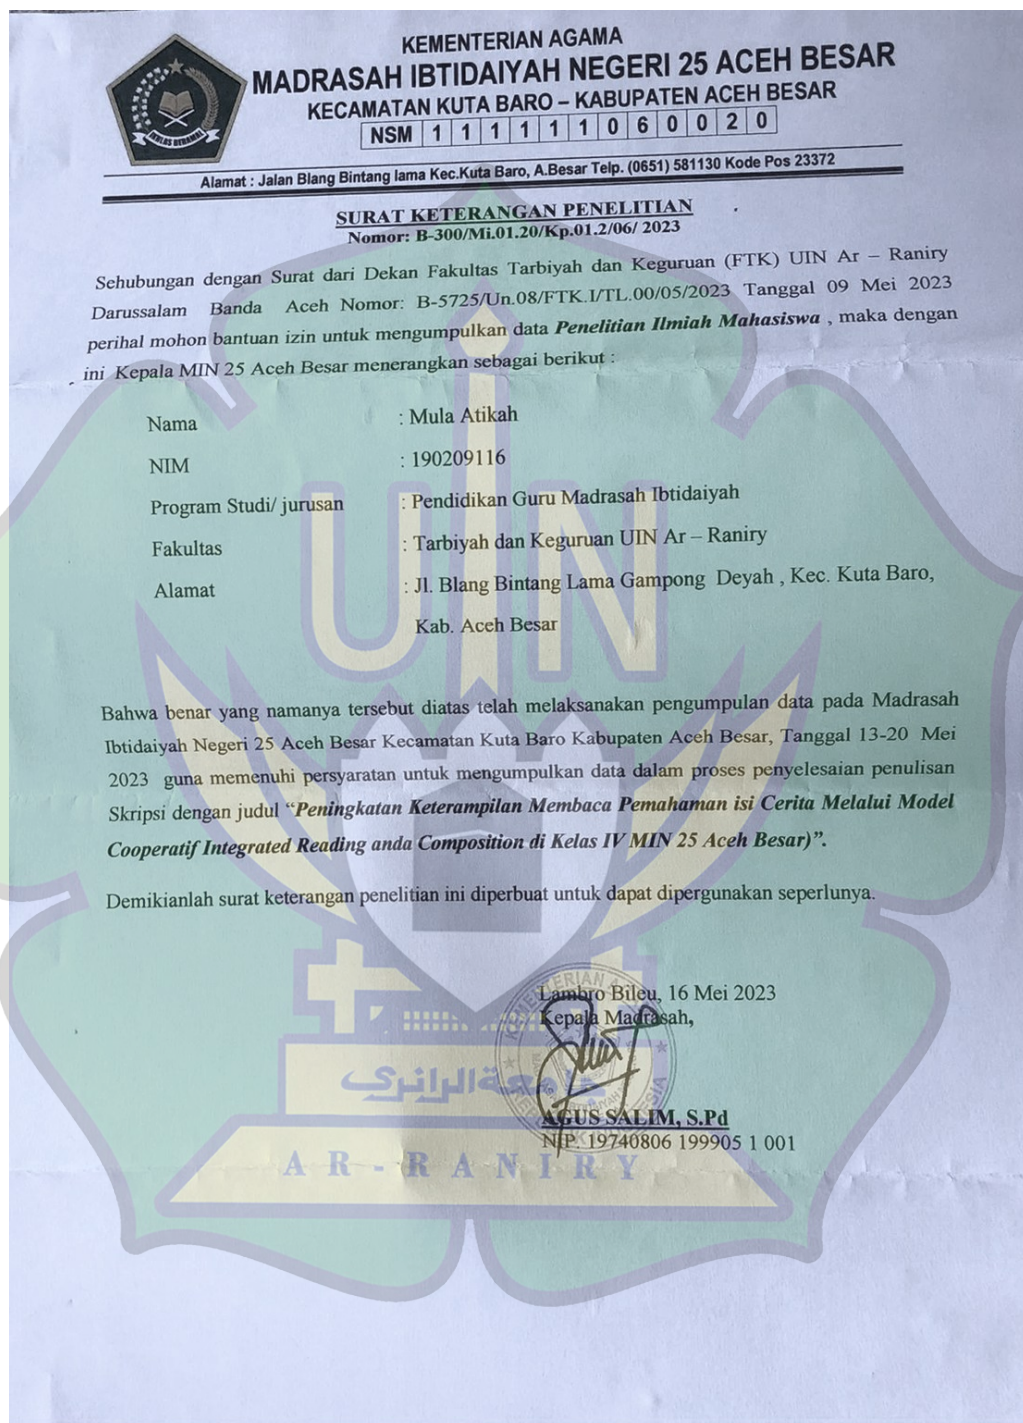 KEMENTERIAN AGAMA
MADRASAH IBTIDAIYAH NEGERI 25 ACEH BESAR
KECAMATAN KUTA BARO – KABUPATEN ACEH BESAR
NSM 1 1 1 1 1 1 0 6 0 0 2 0
IKHLAS BERAMAL
Alamat : Jalan Blang Bintang lama Kec.Kuta Baro, A.Besar Telp. (0651) 581130 Kode Pos 23372
SURAT KETERANGAN PENELITIAN
Nomor: B-300/Mi.01.20/Kp.01.2/06/ 2023
Sehubungan dengan Surat dari Dekan Fakultas Tarbiyah dan Keguruan (FTK) UIN Ar – Raniry
Darussalam Banda Aceh Nomor: B-5725/Un.08/FTK.I/TL.00/05/2023 Tanggal 09 Mei 2023
perihal mohon bantuan izin untuk mengumpulkan data Penelitian Ilmiah Mahasiswa , maka dengan
ini Kepala MIN 25 Aceh Besar menerangkan sebagai berikut :
Nama : Mula Atikah
NIM : 190209116
Program Studi/ jurusan : Pendidikan Guru Madrasah Ibtidaiyah
Fakultas : Tarbiyah dan Keguruan UIN Ar – Raniry
Alamat : Jl. Blang Bintang Lama Gampong Deyah , Kec. Kuta Baro,
Kab. Aceh Besar
UIN
Bahwa benar yang namanya tersebut diatas telah melaksanakan pengumpulan data pada Madrasah
Ibtidaiyah Negeri 25 Aceh Besar Kecamatan Kuta Baro Kabupaten Aceh Besar, Tanggal 13-20 Mei
2023 guna memenuhi persyaratan untuk mengumpulkan data dalam proses penyelesaian penulisan
Skripsi dengan judul “Peningkatan Keterampilan Membaca Pemahaman isi Cerita Melalui Model
Cooperatif Integrated Reading anda Composition di Kelas IV MIN 25 Aceh Besar)”.
Demikianlah surat keterangan penelitian ini diperbuat untuk dapat dipergunakan seperlunya.
Lambro Bileu, 16 Mei 2023
Kepala Madrasah,
جامعة الرانري
AGUS SALIM, S.Pd
NIP. 19740806 199905 1 001
AR-RANIRY